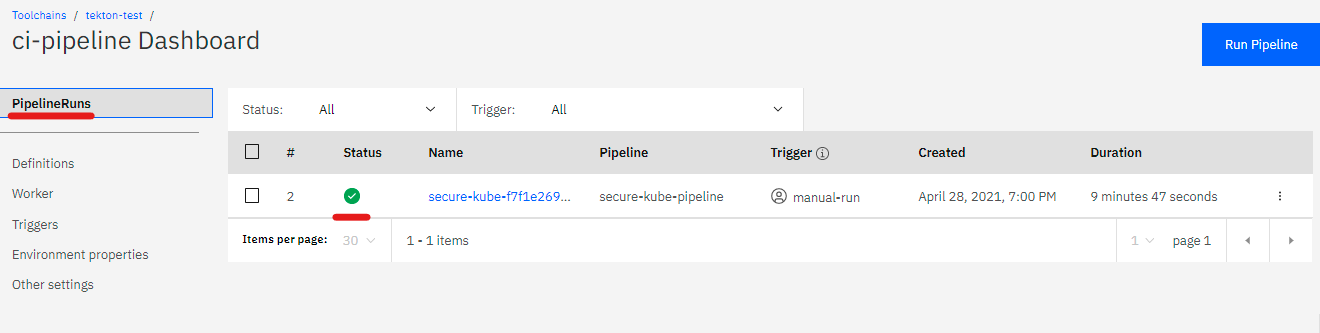 Toolchains / tekton-test /
ci-pipeline Dashboard
Run Pipeline
PipelineRuns
Definitions
Worker
Triggers
Environment properties
Other settings
Status: All Trigger: All
# Status Name Pipeline Trigger Created Duration
2 secure-kube-f7f1e269... secure-kube-pipeline manual-run April 28, 2021, 7:00 PM 9 minutes 47 seconds
Items per page: 30 1 - 1 items 1 page 1